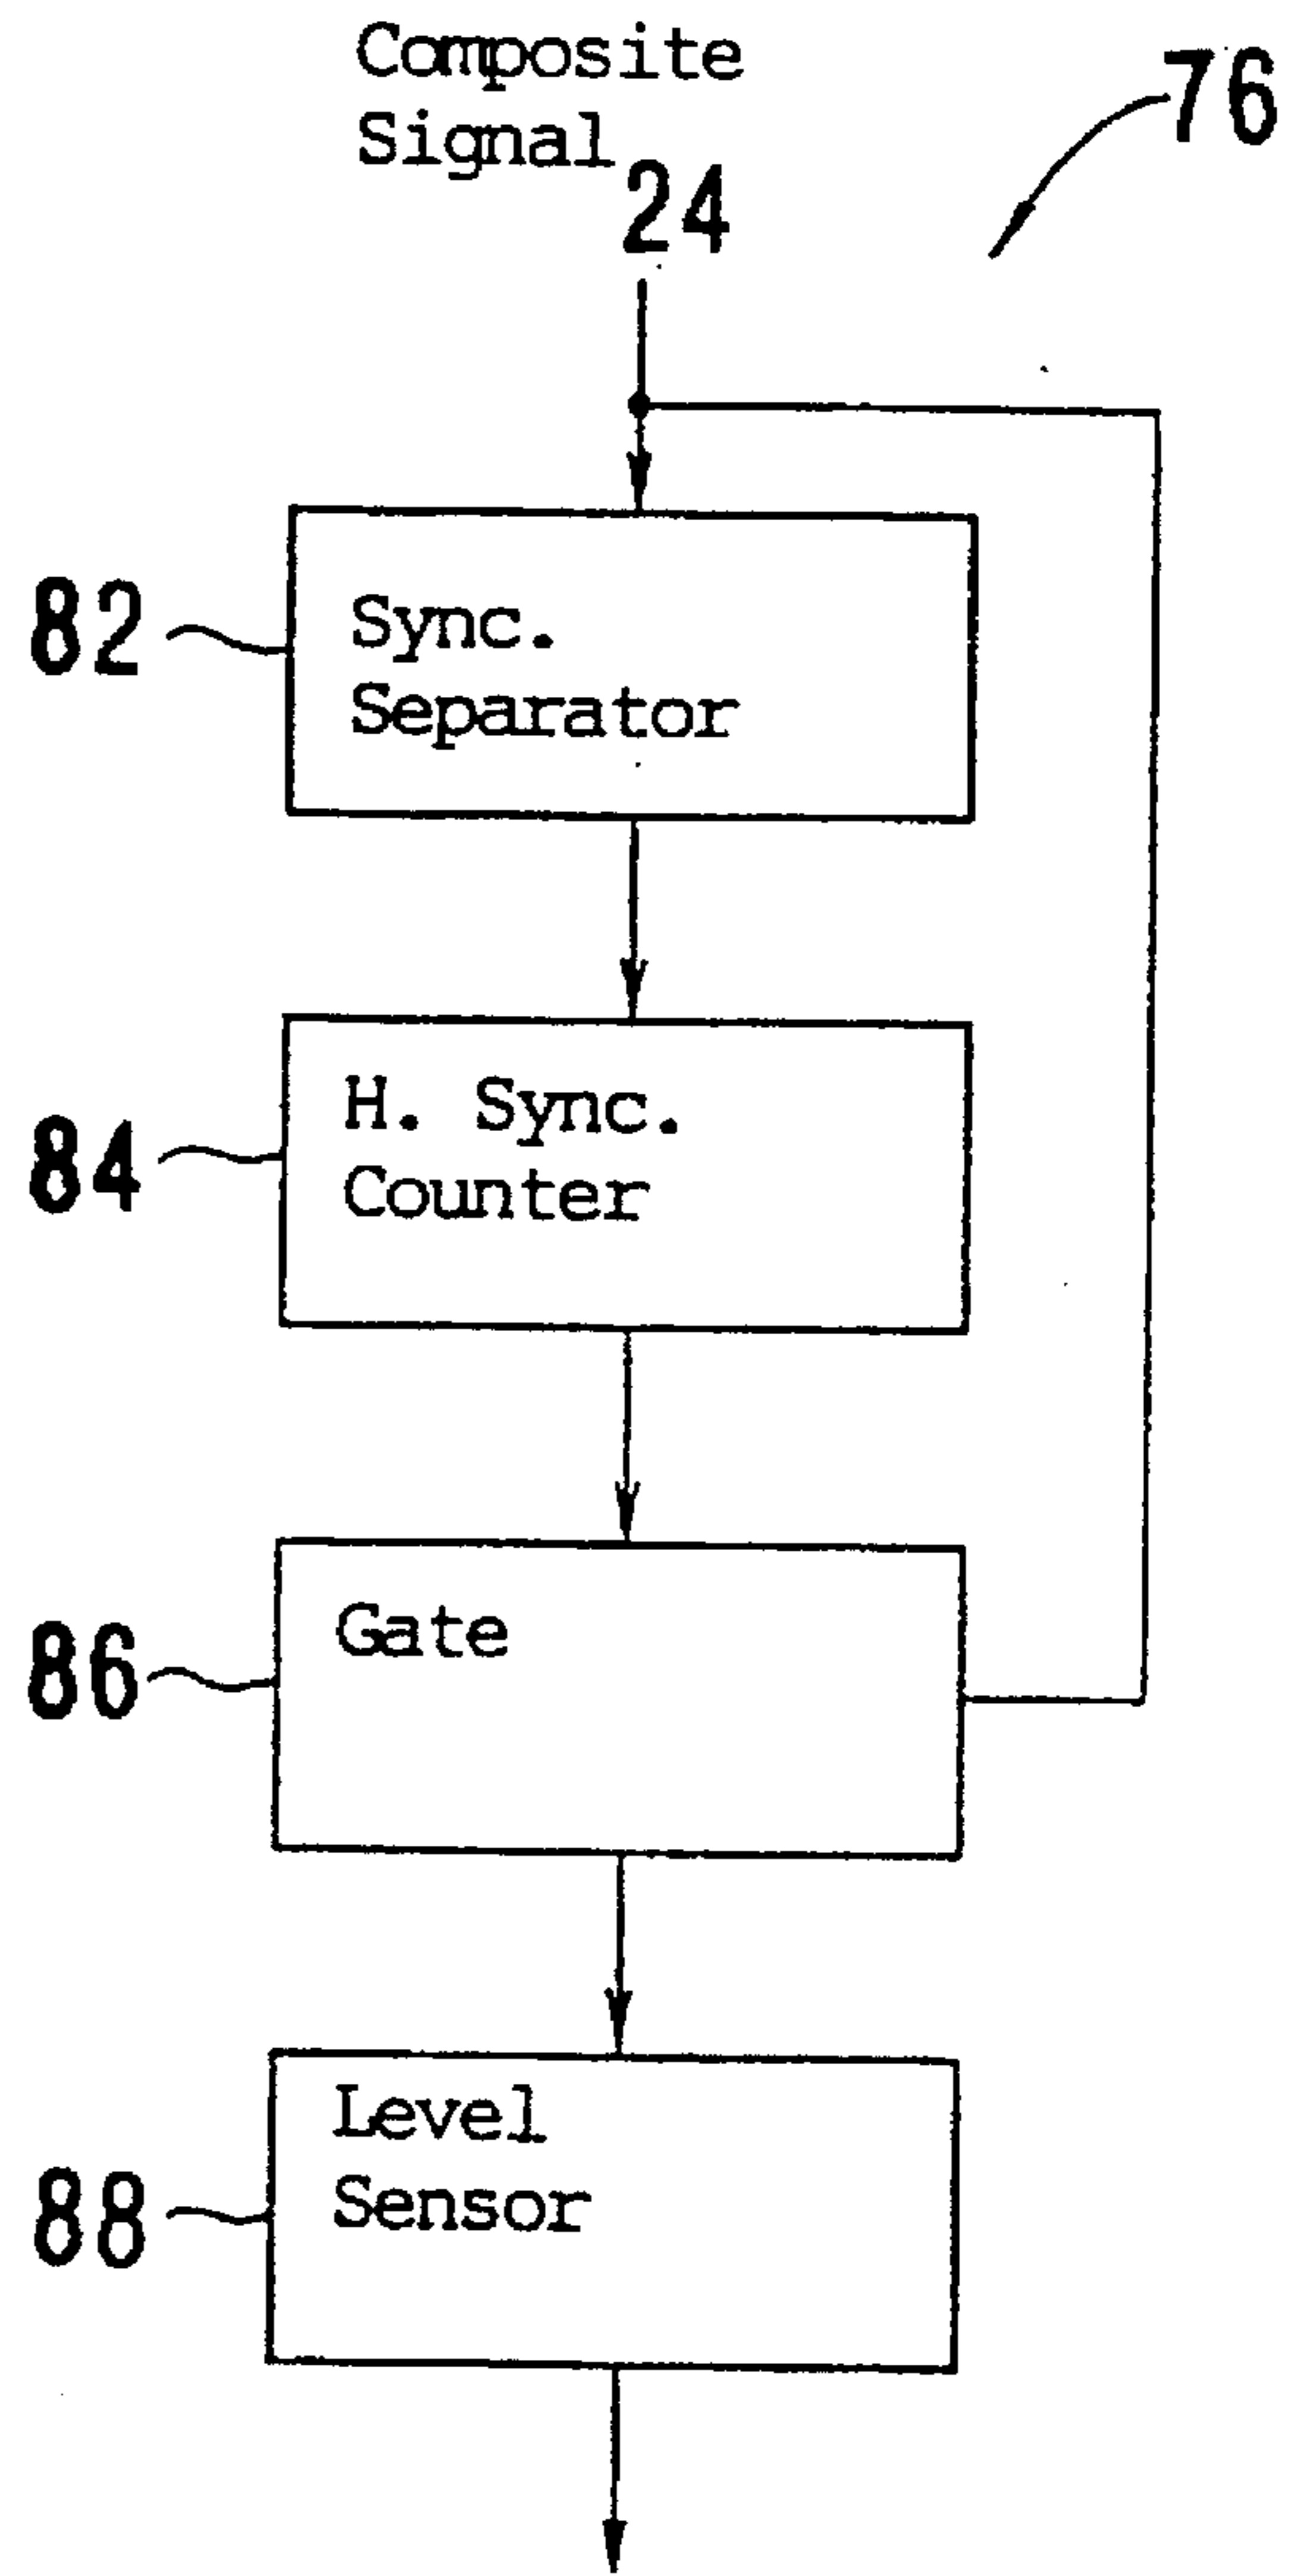 Composite
Signal
24
76
82
Sync.
Separator
84
H. Sync.
Counter
86
Gate
88
Level
Sensor